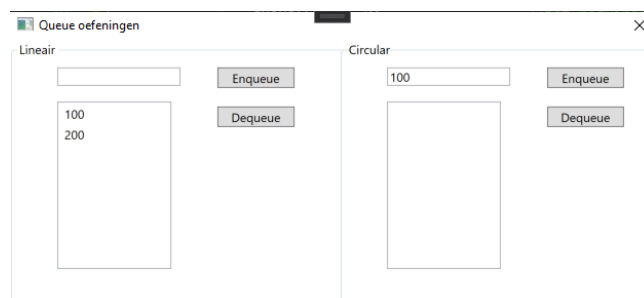 Queue oefeningen
Lineair
Enqueue
100
200
Dequeue
Circular
100
Enqueue
Dequeue